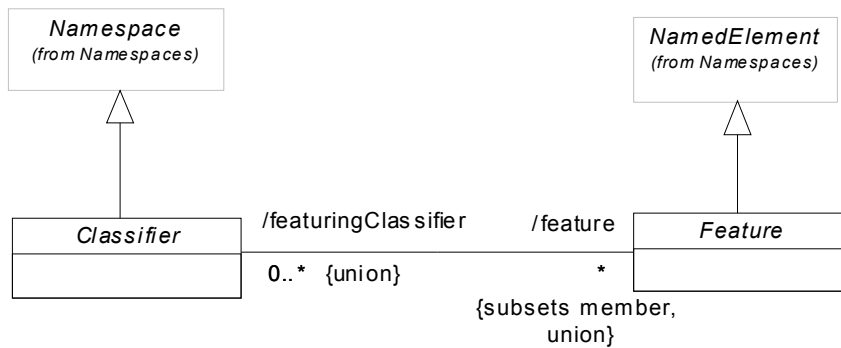 Namespace
(from Namespaces)
NamedElement
(from Namespaces)
Classifier
/featuringClassifier
/feature
Feature
0..*
{union}
*
{subsets member,
union}